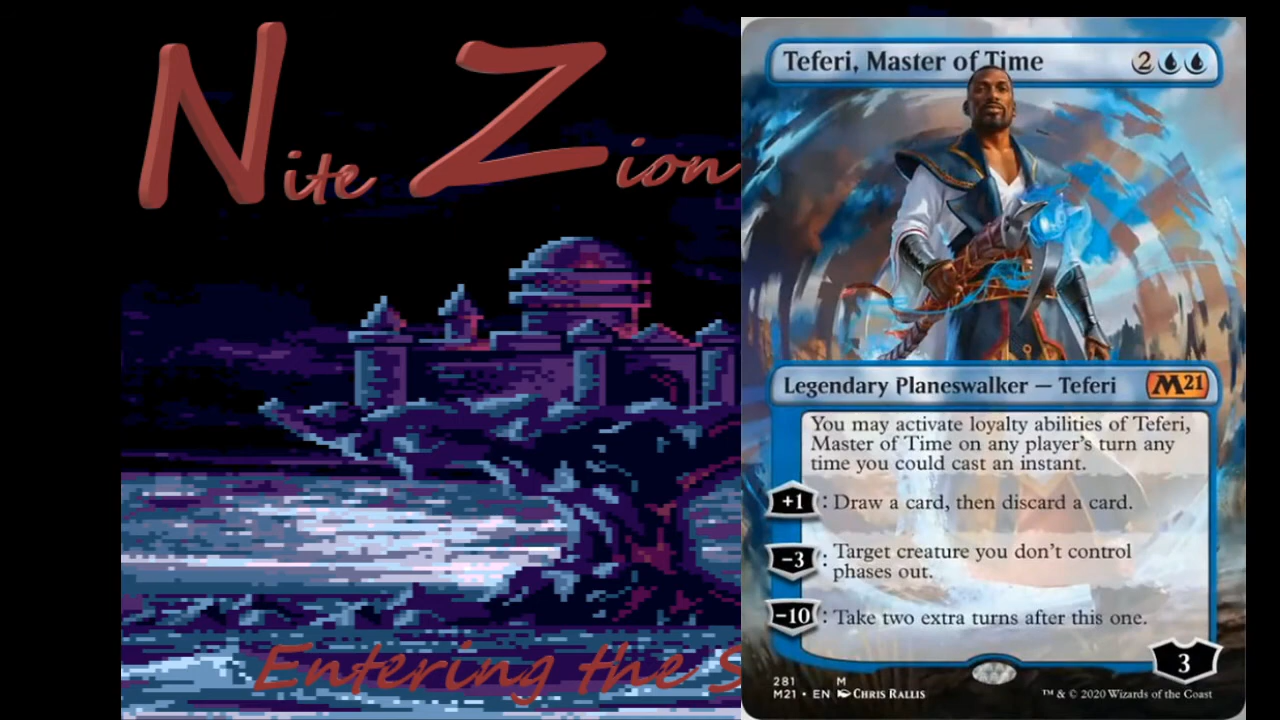 Nite Zion
Entering the S
Teferi, Master of Time 2
Legendary Planeswalker — Teferi M21
You may activate loyalty abilities of Teferi,
Master of Time on any player's turn any
time you could cast an instant.
+1: Draw a card, then discard a card.
−3: Target creature you don't control
phases out.
−10: Take two extra turns after this one.
3
281 M
M21 • EN Chris Rallis
™ & © 2020 Wizards of the Coast